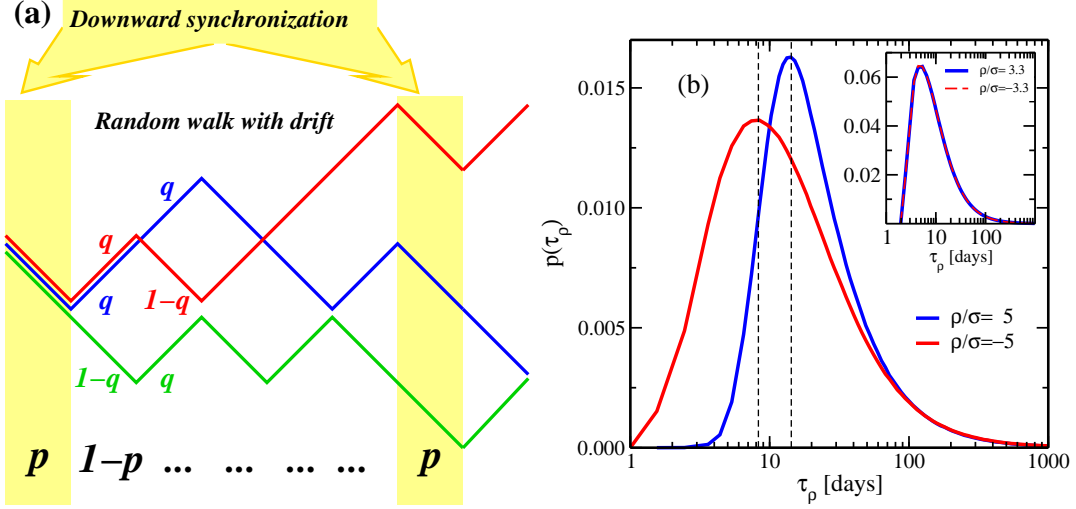 (a)
Downward synchronization
Random walk with drift
q
q
q
1−q
1−q
q
p 1−p ... ... ... ... p
(b)
p(τρ)
0.015
0.010
0.005
0.000
1
10
100
1000
τρ [days]
ρ/σ= 5
ρ/σ=−5
0.06
0.04
0.02
1
10
100
τρ [days]
ρ/σ= 3.3
ρ/σ=−3.3